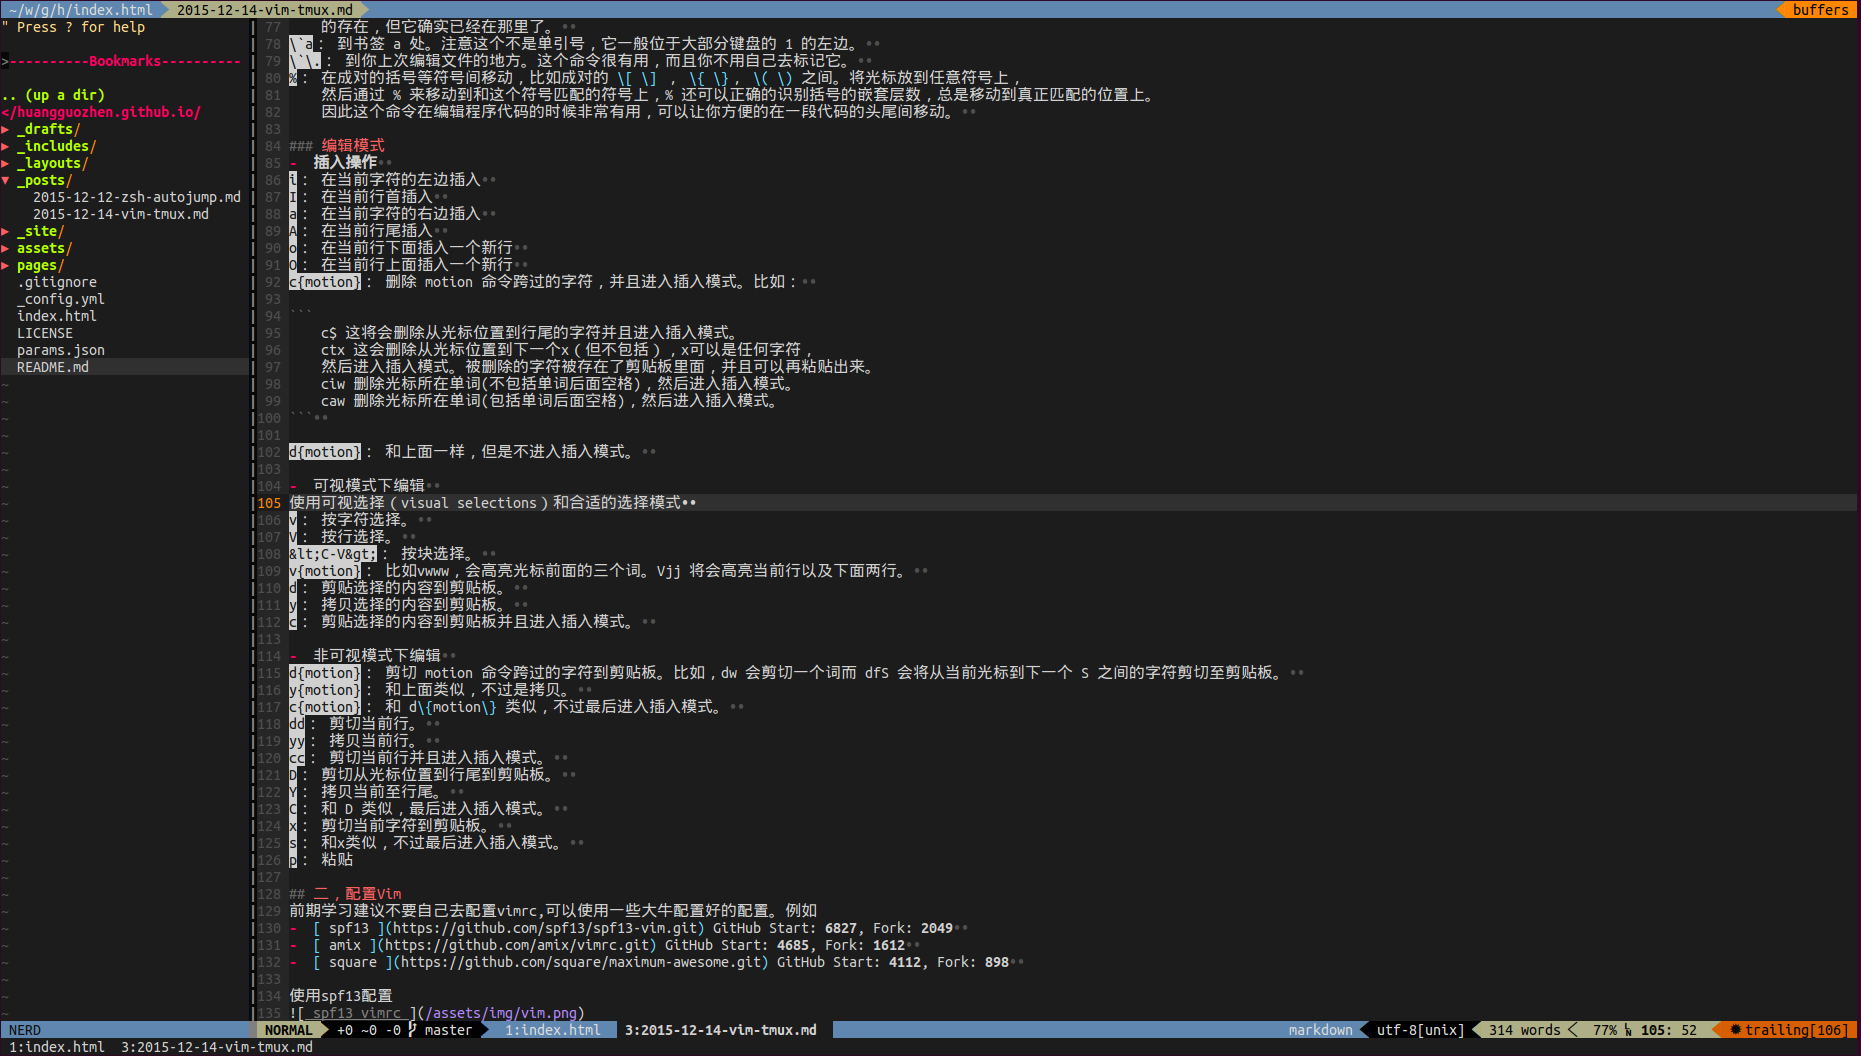 ~/w/g/h/index.html 2015-12-14-vim-tmux.md buffers
" Press ? for help
>----------Bookmarks----------
.. (up a dir)
</huangguozhen.github.io/
▶ _drafts/
▶ _includes/
▶ _layouts/
▼ _posts/
2015-12-12-zsh-autojump.md
2015-12-14-vim-tmux.md
▶ _site/
▶ assets/
▶ pages/
.gitignore
_config.yml
index.html
LICENSE
params.json
README.md
77 的存在，但它确实已经在那里了。••
78 \`a： 到书签 a 处。注意这个不是单引号，它一般位于大部分键盘的 1 的左边。••
79 \`\.： 到你上次编辑文件的地方。这个命令很有用，而且你不用自己去标记它。••
80 %： 在成对的括号等符号间移动，比如成对的 \[ \] , \{ \}, \( \) 之间。将光标放到任意符号上，
81 然后通过 % 来移动到和这个符号匹配的符号上，% 还可以正确的识别括号的嵌套层数，总是移动到真正匹配的位置上。
82 因此这个命令在编辑程序代码的时候非常有用，可以让你方便的在一段代码的头尾间移动。••
83
84 ### 编辑模式
85 - 插入操作••
86 i： 在当前字符的左边插入••
87 I： 在当前行首插入••
88 a： 在当前字符的右边插入••
89 A： 在当前行尾插入••
90 o： 在当前行下面插入一个新行••
91 O： 在当前行上面插入一个新行••
92 c{motion}： 删除 motion 命令跨过的字符，并且进入插入模式。比如：••
93
94 ```
95 c$ 这将会删除从光标位置到行尾的字符并且进入插入模式。
96 ctx 这会删除从光标位置到下一个x（但不包括），x可以是任何字符，
97 然后进入插入模式。被删除的字符被存在了剪贴板里面，并且可以再粘贴出来。
98 ciw 删除光标所在单词(不包括单词后面空格)，然后进入插入模式。
99 caw 删除光标所在单词(包括单词后面空格)，然后进入插入模式。
100 ```••
101
102 d{motion}： 和上面一样，但是不进入插入模式。••
103
104 - 可视模式下编辑••
105 使用可视选择（visual selections）和合适的选择模式••
106 v： 按字符选择。••
107 V： 按行选择。••
108 &lt;C-V&gt;： 按块选择。••
109 v{motion}： 比如vwww，会高亮光标前面的三个词。Vjj 将会高亮当前行以及下面两行。••
110 d： 剪贴选择的内容到剪贴板。••
111 y： 拷贝选择的内容到剪贴板。••
112 c： 剪贴选择的内容到剪贴板并且进入插入模式。••
113
114 - 非可视模式下编辑••
115 d{motion}： 剪切 motion 命令跨过的字符到剪贴板。比如，dw 会剪切一个词而 dfS 会将从当前光标到下一个 S 之间的字符剪切至剪贴板。••
116 y{motion}： 和上面类似，不过是拷贝。••
117 c{motion}： 和 d\{motion\} 类似，不过最后进入插入模式。••
118 dd： 剪切当前行。••
119 yy： 拷贝当前行。••
120 cc： 剪切当前行并且进入插入模式。••
121 D： 剪切从光标位置到行尾到剪贴板。••
122 Y： 拷贝当前至行尾。••
123 C： 和 D 类似，最后进入插入模式。••
124 x： 剪切当前字符到剪贴板。••
125 s： 和x类似，不过最后进入插入模式。••
126 p： 粘贴
127
128 ## 二，配置Vim
129 前期学习建议不要自己去配置vimrc,可以使用一些大牛配置好的配置。例如
130 - [ spf13 ](https://github.com/spf13/spf13-vim.git) GitHub Start: 6827, Fork: 2049••
131 - [ amix ](https://github.com/amix/vimrc.git) GitHub Start: 4685, Fork: 1612••
132 - [ square ](https://github.com/square/maximum-awesome.git) GitHub Start: 4112, Fork: 898••
133
134 使用spf13配置
135 ![ spf13 vimrc ](/assets/img/vim.png)
NERD NORMAL +0 ~0 -0 master 1:index.html 3:2015-12-14-vim-tmux.md markdown utf-8[unix] 314 words 77% 105: 52 trailing[106]
1:index.html 3:2015-12-14-vim-tmux.md